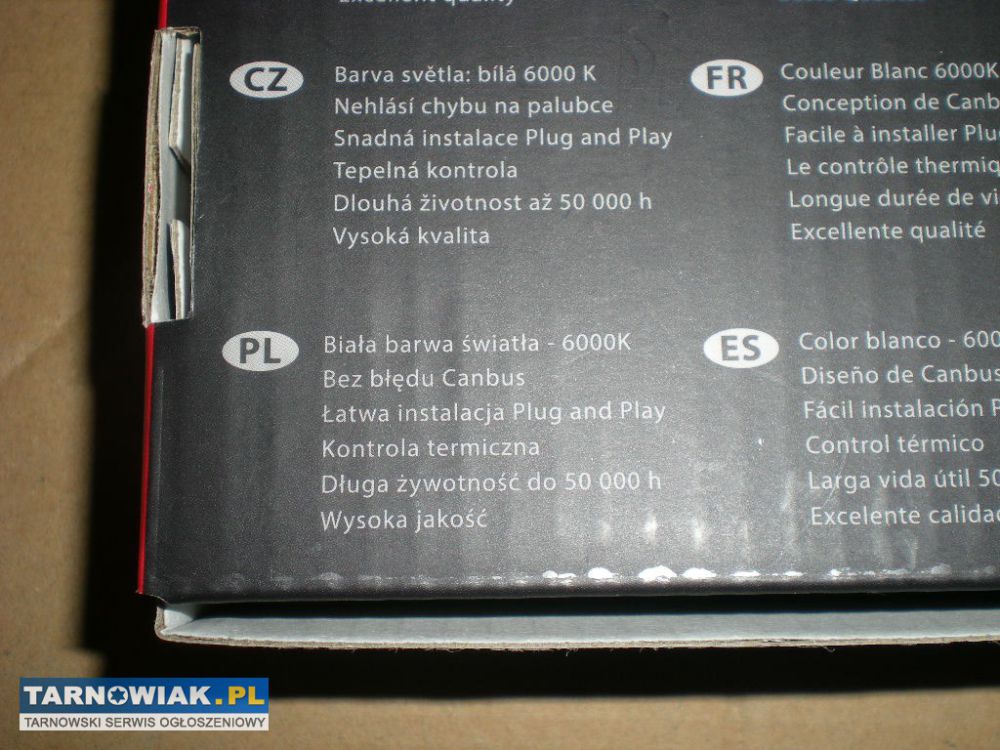 Excellent quality
CZ
Barva světla: bílá 6000 K
Nehlásí chybu na palubce
Snadná instalace Plug and Play
Tepelná kontrola
Dlouhá životnost až 50 000 h
Vysoká kvalita
FR
Couleur Blanc 6000K
Conception de Canb
Facile à installer Plu
Le contrôle thermiq
Longue durée de vi
Excellente qualité
PL
Biała barwa światła - 6000K
Bez błędu Canbus
Łatwa instalacja Plug and Play
Kontrola termiczna
Długa żywotność do 50 000 h
Wysoka jakość
ES
Color blanco - 600
Diseño de Canbus
Fácil instalación P
Control térmico
Larga vida útil 50
Excelente calidad
TARNOWIAK.PL
TARNOWSKI SERWIS OGŁOSZENIOWY